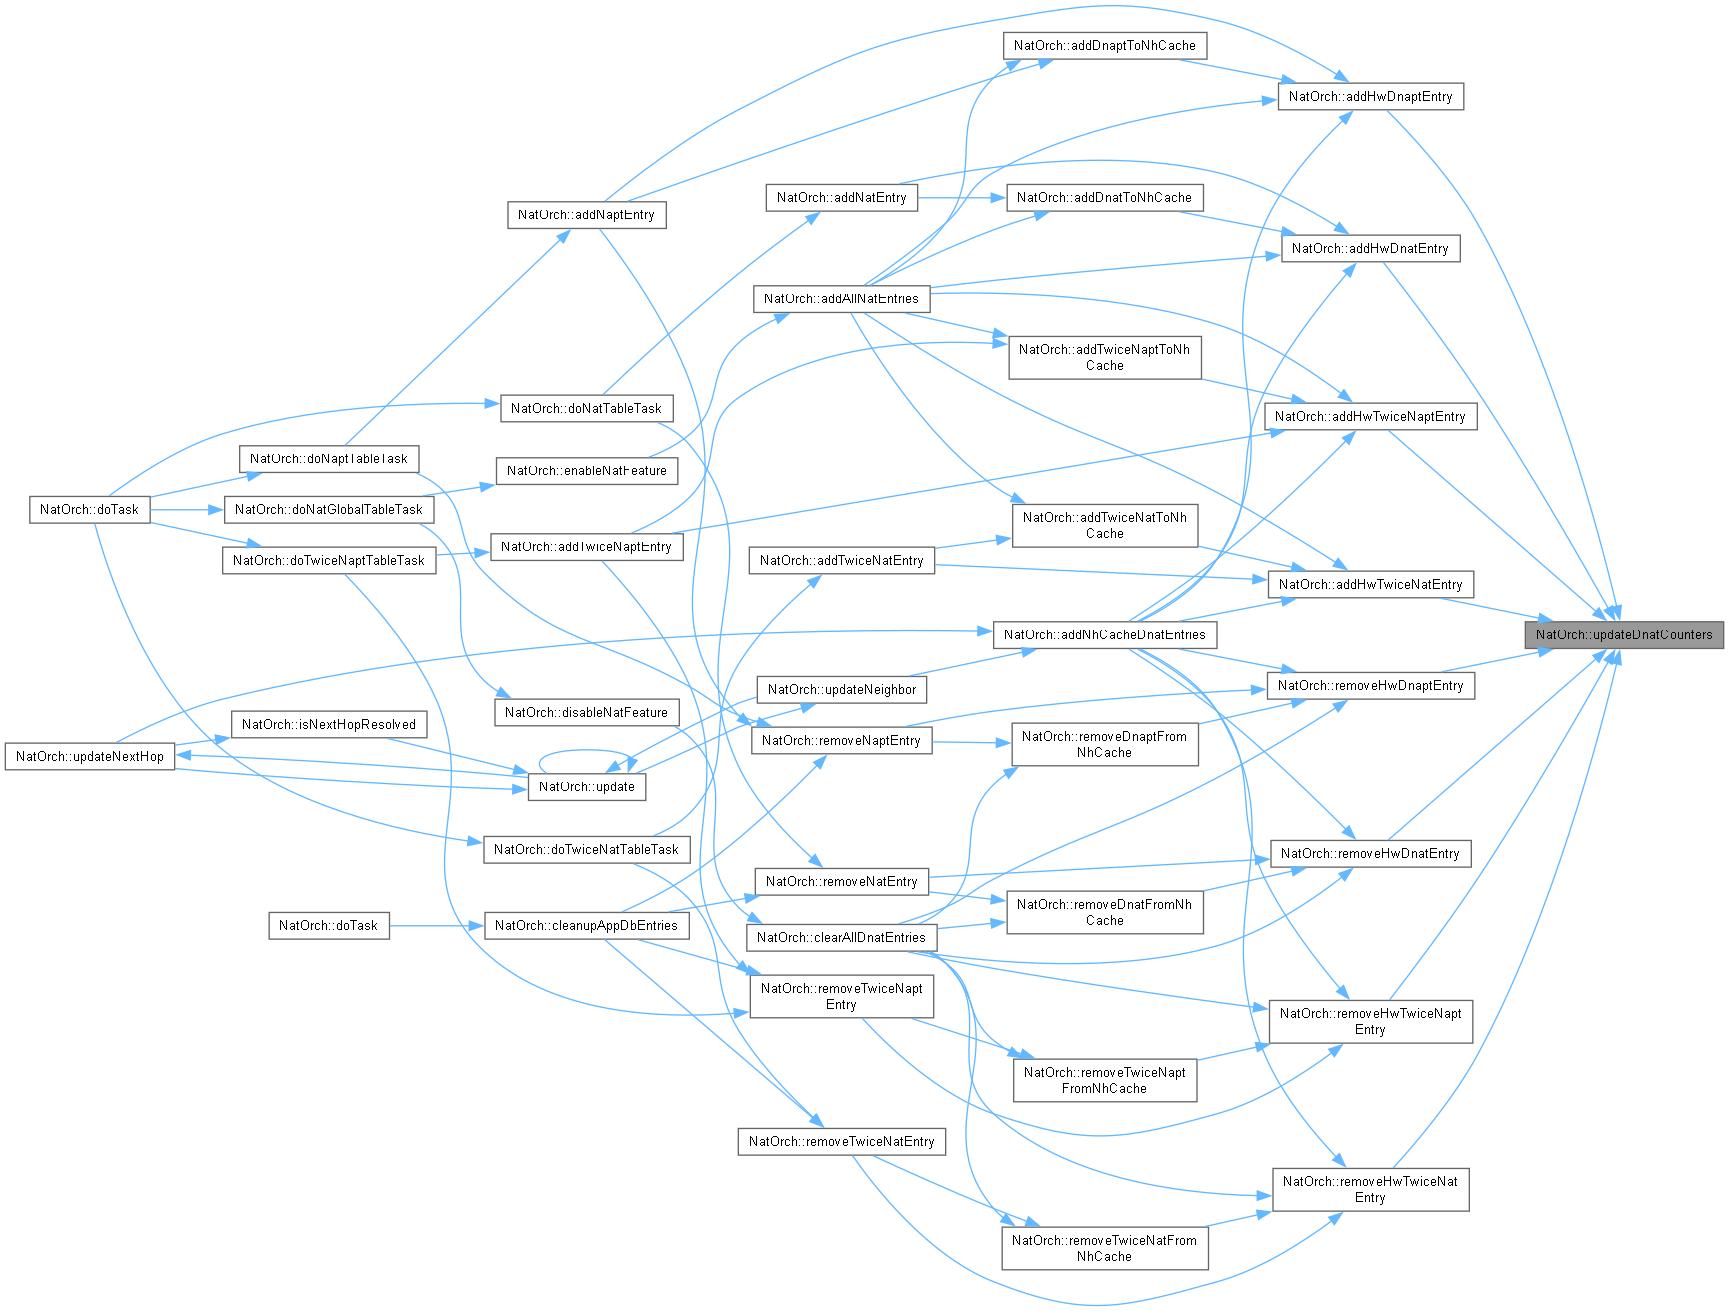 NatOrch::addDnaptToNhCache
NatOrch::addHwDnaptEntry
NatOrch::addNatEntry
NatOrch::addDnatToNhCache
NatOrch::addNaptEntry
NatOrch::addHwDnatEntry
NatOrch::addAllNatEntries
NatOrch::addTwiceNaptToNh
Cache
NatOrch::doNatTableTask
NatOrch::addHwTwiceNaptEntry
NatOrch::doNaptTableTask
NatOrch::enableNatFeature
NatOrch::doTask
NatOrch::doNatGlobalTableTask
NatOrch::addTwiceNatToNh
Cache
NatOrch::addTwiceNaptEntry
NatOrch::doTwiceNaptTableTask
NatOrch::addTwiceNatEntry
NatOrch::addHwTwiceNatEntry
NatOrch::addNhCacheDnatEntries
NatOrch::updateDnatCounters
NatOrch::updateNeighbor
NatOrch::removeHwDnaptEntry
NatOrch::disableNatFeature
NatOrch::isNextHopResolved
NatOrch::removeNaptEntry
NatOrch::removeDnaptFrom
NhCache
NatOrch::updateNextHop
NatOrch::update
NatOrch::doTwiceNatTableTask
NatOrch::removeHwDnatEntry
NatOrch::removeNatEntry
NatOrch::removeDnatFromNh
Cache
NatOrch::doTask
NatOrch::cleanupAppDbEntries
NatOrch::clearAllDnatEntries
NatOrch::removeTwiceNapt
Entry
NatOrch::removeHwTwiceNapt
Entry
NatOrch::removeTwiceNapt
FromNhCache
NatOrch::removeTwiceNatEntry
NatOrch::removeHwTwiceNat
Entry
NatOrch::removeTwiceNatFrom
NhCache